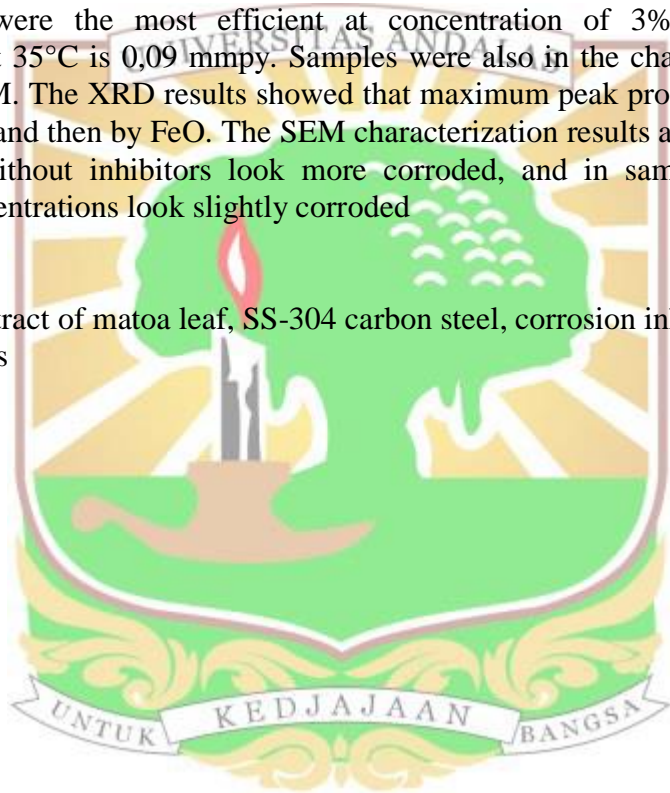 were the most efficient at concentration of 3%
35°C is 0,09 mmpy. Samples were also in the cha
M. The XRD results showed that maximum peak pro
and then by FeO. The SEM characterization results a
ithout inhibitors look more corroded, and in sam
entrations look slightly corroded
tract of matoa leaf, SS-304 carbon steel, corrosion in
s
UNIVERSITAS ANDALAS
UNTUK KEDJAJAAN BANGSA